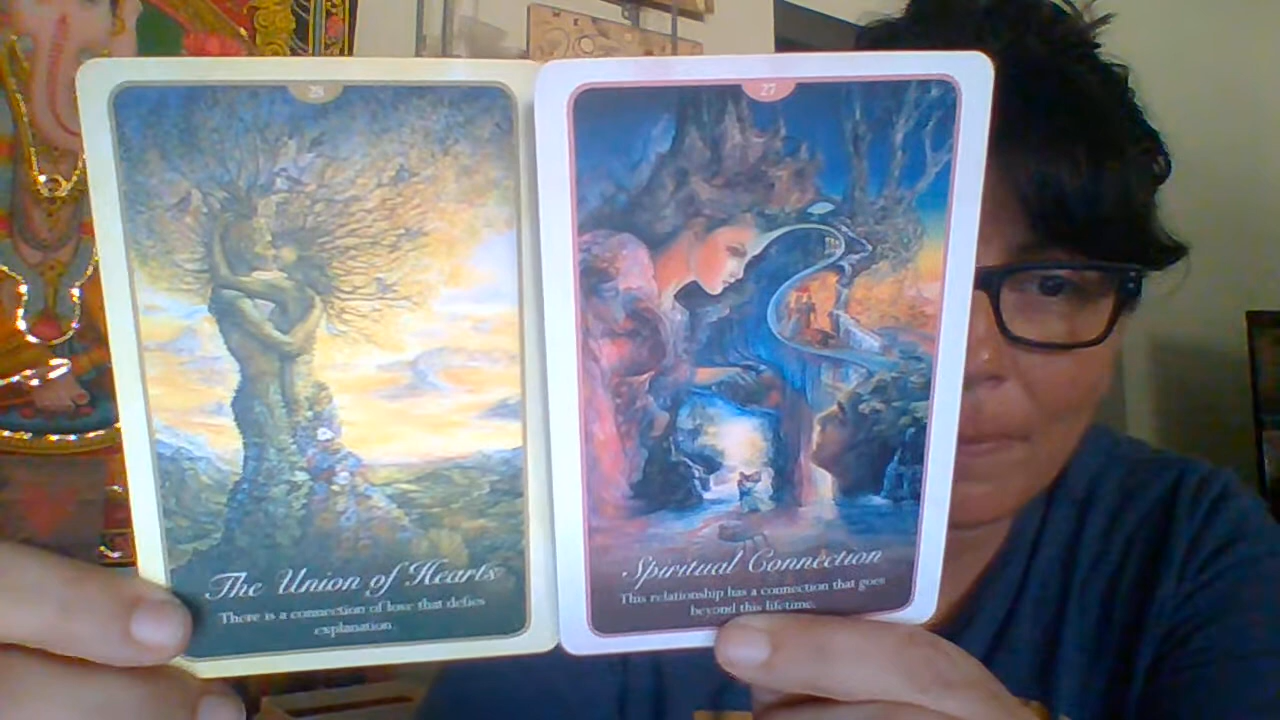 28
The Union of Hearts
There is a connection of love that defies
explanation.
27
Spiritual Connection
This relationship has a connection that goes
beyond this lifetime.